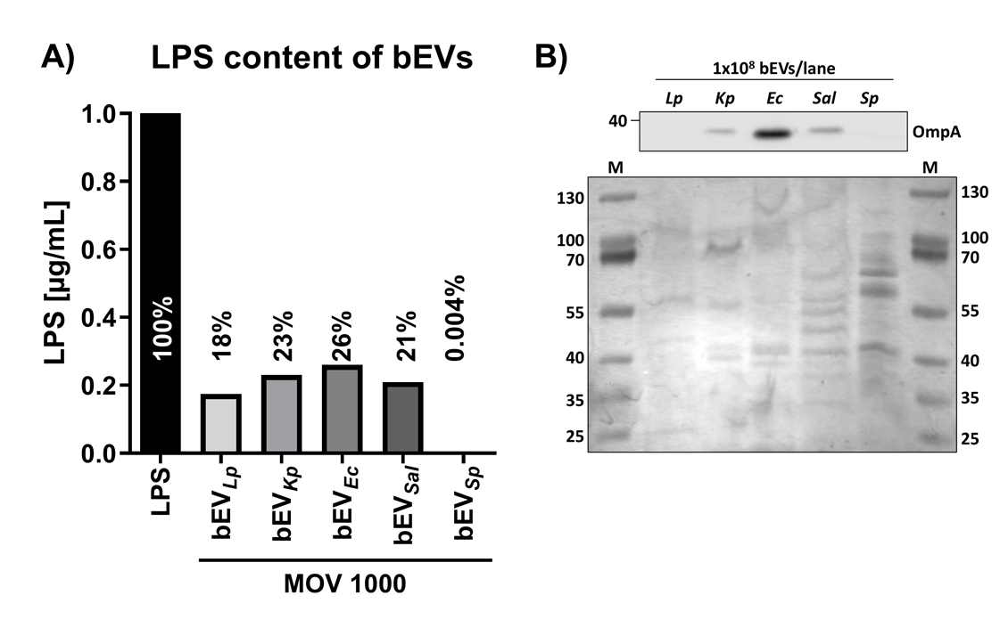 A)
LPS content of bEVs
LPS [µg/mL]
1.0
0.8
0.6
0.4
0.2
0.0
100%
18%
23%
26%
21%
0.004%
LPS
bEVLp
bEVKp
bEVEc
bEVSal
bEVSp
MOV 1000
B)
1x10⁸ bEVs/lane
Lp Kp Ec Sal Sp
40
OmpA
M M
130 130
100 100
70 70
55 55
40 40
35 35
25 25